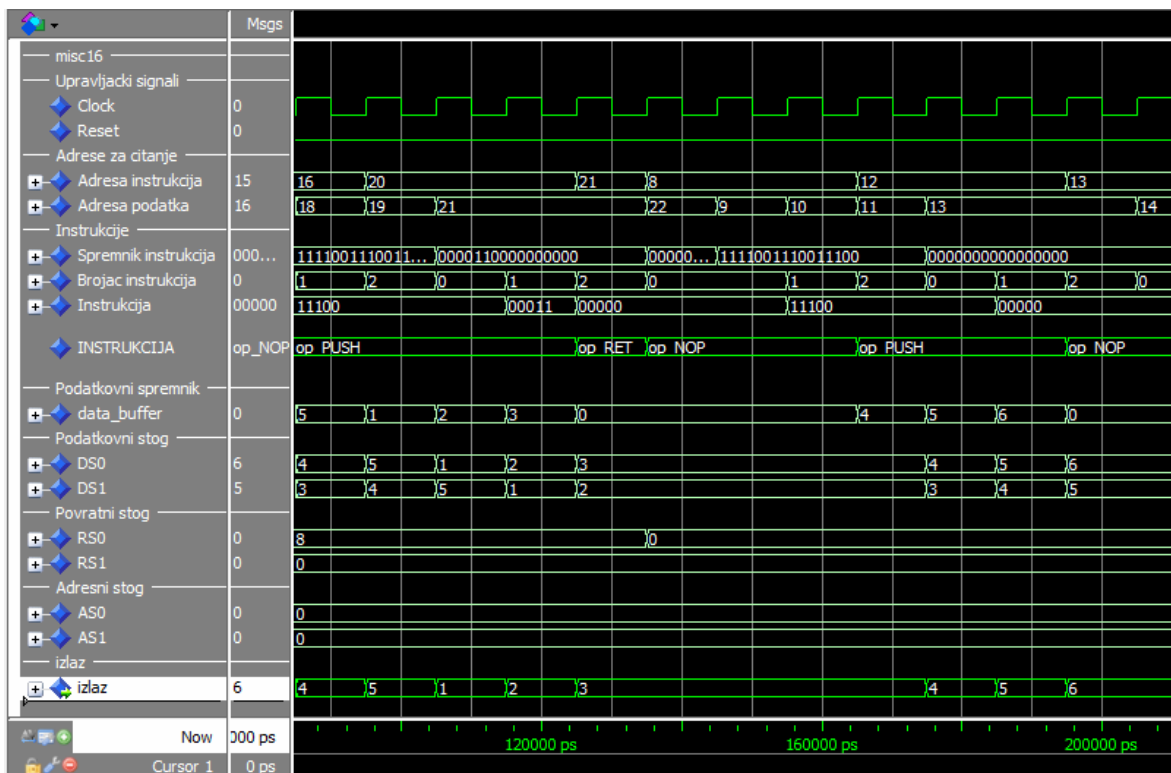 Msgs
misc16
Upravljacki signali
Clock 0
Reset 0
Adrese za citanje
Adresa instrukcija 15 16 20 21 8 12 13
Adresa podatka 16 18 19 21 22 9 10 11 13 14
Instrukcije
Spremnik instrukcija 000... 1111001110011... 0000110000000000 00000... 1111001110011100 0000000000000000
Brojac instrukcija 0 1 2 0 1 2 0 1 2 0 1 2 0
Instrukcija 00000 11100 00011 00000 11100 00000
INSTRUKCIJA op_NOP op_PUSH op_RET op_NOP op_PUSH op_NOP
Podatkovni spremnik
data_buffer 0 5 1 2 3 0 4 5 6 0
Podatkovni stog
DS0 6 4 5 1 2 3 4 5 6
DS1 5 3 4 5 1 2 3 4 5
Povratni stog
RS0 0 8 0
RS1 0 0
Adresni stog
AS0 0 0
AS1 0 0
izlaz
izlaz 6 4 5 1 2 3 4 5 6
Now 000 ps 120000 ps 160000 ps 200000 ps
Cursor 1 0 ps